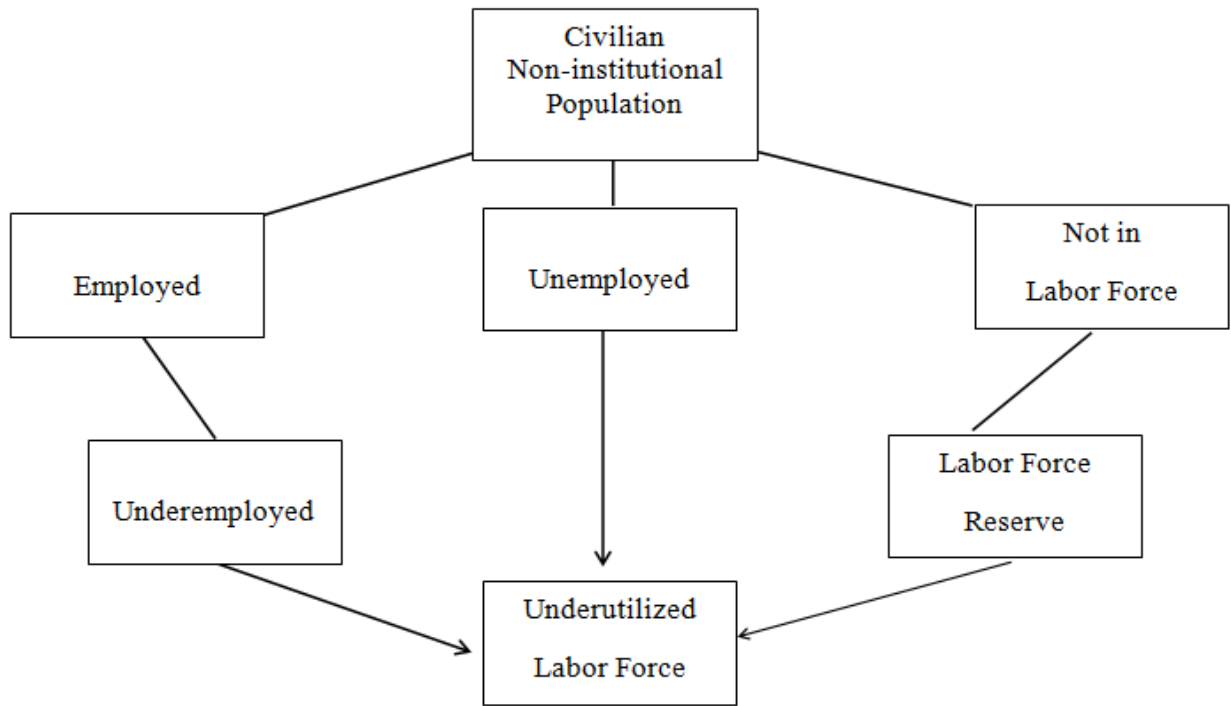 Civilian
Non-institutional
Population
Employed
Unemployed
Not in
Labor Force
Underemployed
Labor Force
Reserve
Underutilized
Labor Force